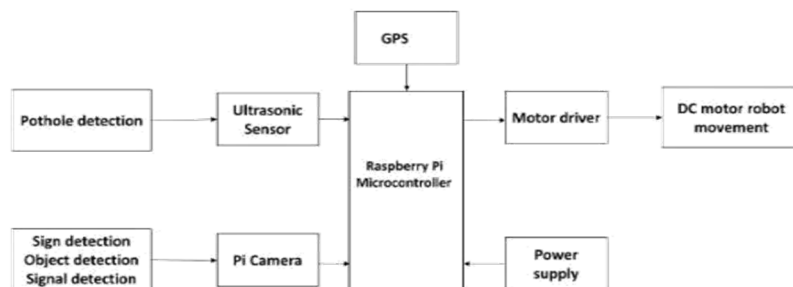 GPS
Pothole detection
Ultrasonic
Sensor
Raspberry Pi
Microcontroller
Motor driver
DC motor robot
movement
Sign detection
Object detection
Signal detection
Pi Camera
Power
supply